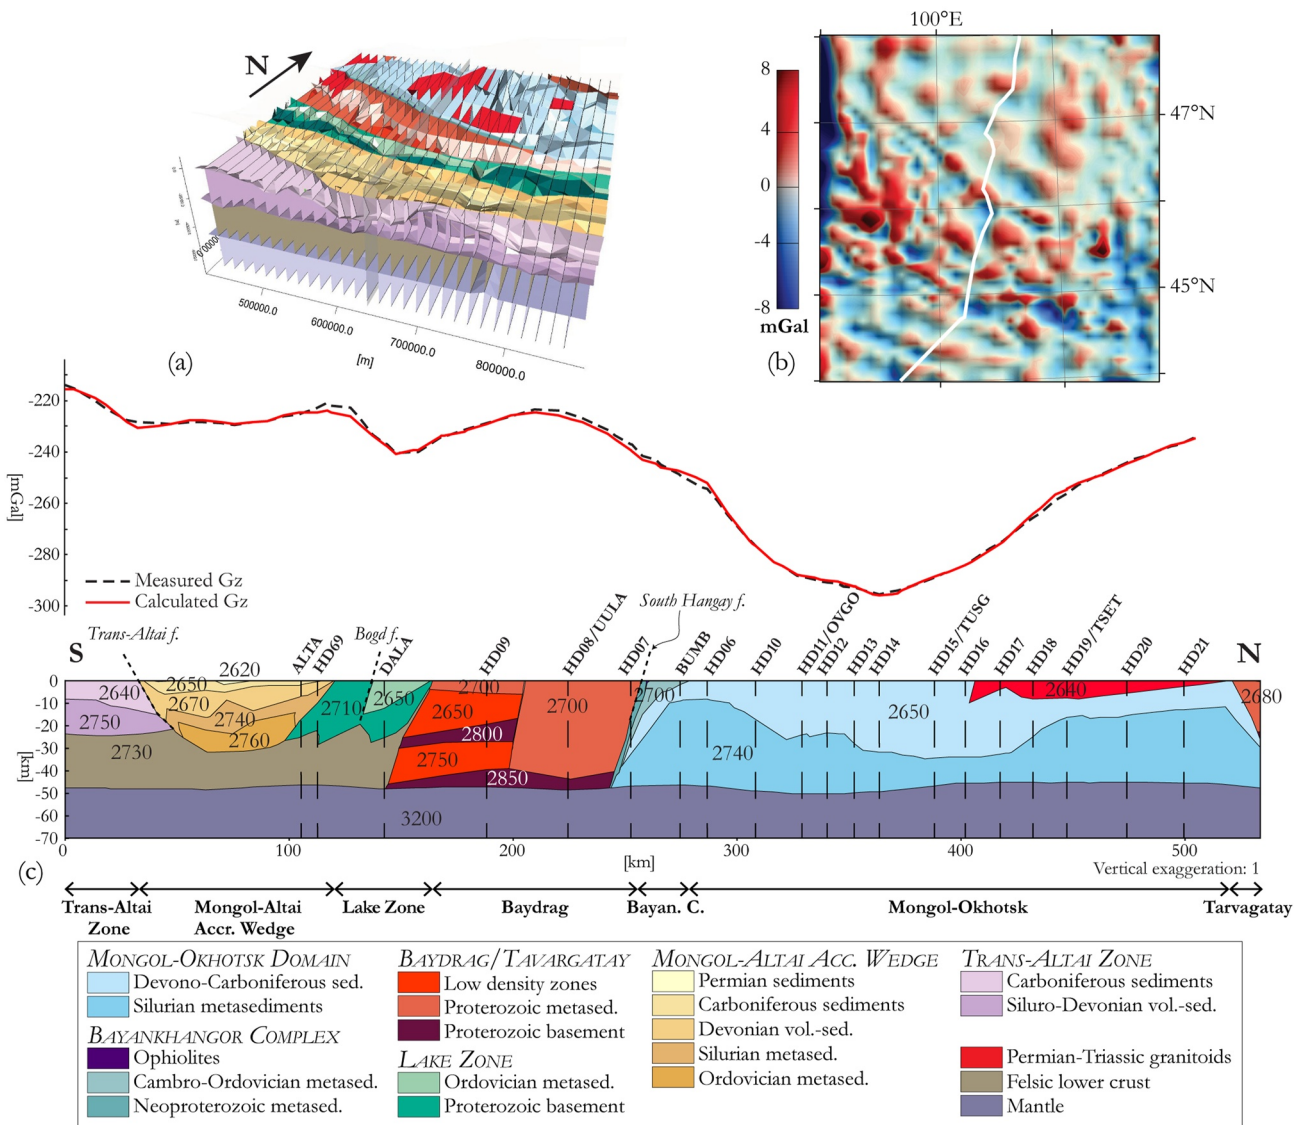 N
500000.0
600000.0
700000.0
800000.0
[m]
(a)
100°E
8
4
0
-4
-8
mGal
47°N
45°N
(b)
-220
-240
-260
-280
-300
[mGal]
Measured Gz
Calculated Gz
Trans-Altai f.
Bogd f.
South Hangay f.
S
ALTA
HD69
DALA
HD09
HD08/UULA
HD07
BUMB
HD06
HD10
HD11/OVGO
HD12
HD13
HD14
HD15/TUSG
HD16
HD17
HD18
HD19/TSET
HD20
HD21
N
0
-10
-20
-30
-40
-50
-60
-70
[km]
2620
2640
2650
2670
2740
2760
2750
2730
2710
2650
2700
2650
2800
2750
2850
2700
2700
2740
2650
2640
2680
3200
0
100
200
300
400
500
[km]
Vertical exaggeration: 1
(c)
Trans-Altai
Zone
Mongol-Altai
Accr. Wedge
Lake Zone
Baydrag
Bayan. C.
Mongol-Okhotsk
Tarvagatay
MONGOL-OKHOTSK DOMAIN
Devono-Carboniferous sed.
Silurian metasediments
BAYANKHANGOR COMPLEX
Ophiolites
Cambro-Ordovician metased.
Neoproterozoic metased.
BAYDRAG/TAVARGATAY
Low density zones
Proterozoic metased.
Proterozoic basement
LAKE ZONE
Ordovician metased.
Proterozoic basement
MONGOL-ALTAI ACC. WEDGE
Permian sediments
Carboniferous sediments
Devonian vol.-sed.
Silurian metased.
Ordovician metased.
TRANS-ALTAI ZONE
Carboniferous sediments
Siluro-Devonian vol.-sed.
Permian-Triassic granitoids
Felsic lower crust
Mantle